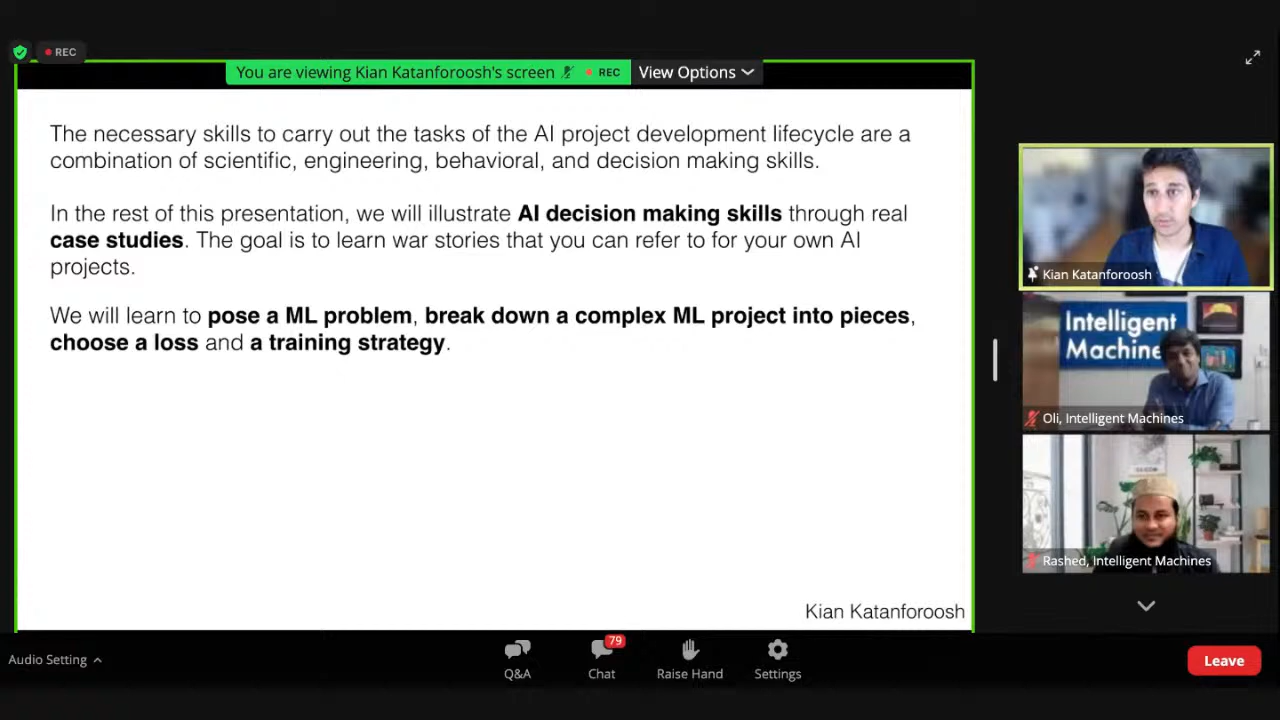 REC
You are viewing Kian Katanforoosh's screen
REC
View Options
The necessary skills to carry out the tasks of the AI project development lifecycle are a
combination of scientific, engineering, behavioral, and decision making skills.
In the rest of this presentation, we will illustrate AI decision making skills through real
case studies. The goal is to learn war stories that you can refer to for your own AI
projects.
We will learn to pose a ML problem, break down a complex ML project into pieces,
choose a loss and a training strategy.
Kian Katanforoosh
Kian Katanforoosh
Intelligent
Machine
Oli, Intelligent Machines
Rashed, Intelligent Machines
Audio Setting
Q&A
79
Chat
Raise Hand
Settings
Leave